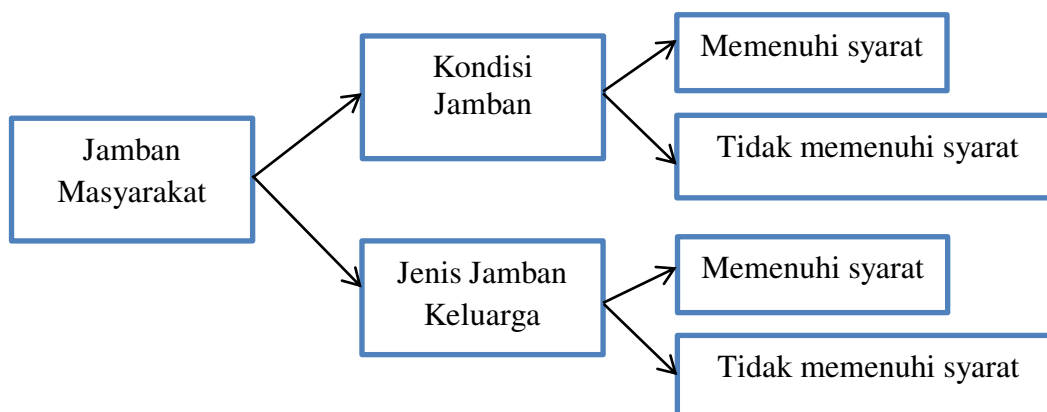 Jamban
Masyarakat
Kondisi
Jamban
Memenuhi syarat
Tidak memenuhi syarat
Jenis Jamban
Keluarga
Memenuhi syarat
Tidak memenuhi syarat